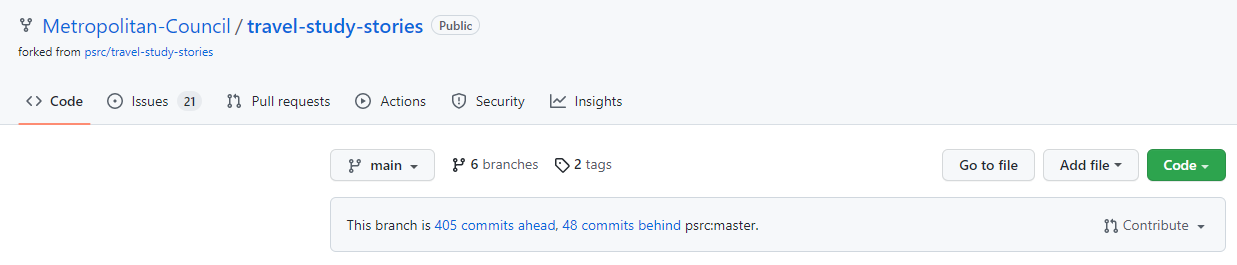 Metropolitan-Council / travel-study-stories Public
forked from psrc/travel-study-stories
Code Issues 21 Pull requests Actions Security Insights
main 6 branches 2 tags Go to file Add file Code
This branch is 405 commits ahead, 48 commits behind psrc:master. Contribute